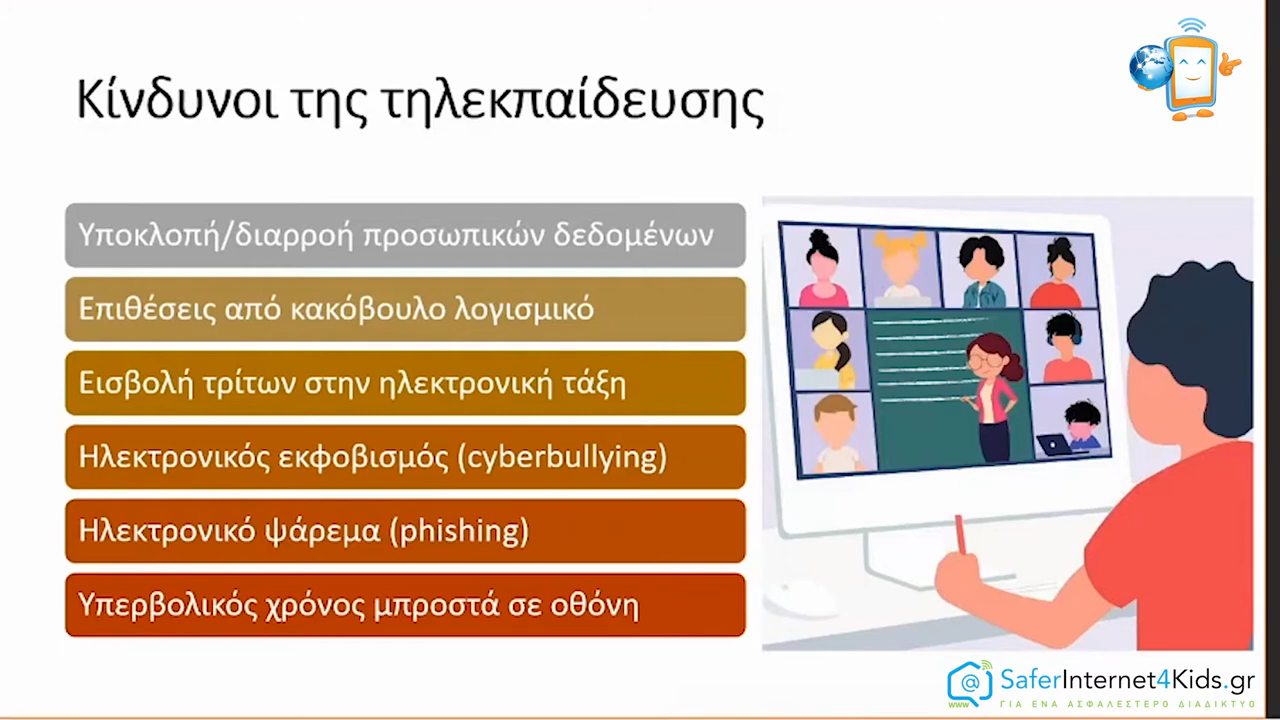 Κίνδυνοι της τηλεκπαίδευσης
Υποκλοπή/διαρροή προσωπικών δεδομένων
Επιθέσεις από κακόβουλο λογισμικό
Εισβολή τρίτων στην ηλεκτρονική τάξη
Ηλεκτρονικός εκφοβισμός (cyberbullying)
Ηλεκτρονικό ψάρεμα (phishing)
Υπερβολικός χρόνος μπροστά σε οθόνη
@ SaferInternet4Kids.gr
www ΓΙΑ ΕΝΑ ΑΣΦΑΛΕΣΤΕΡΟ ΔΙΑΔΙΚΤΥΟ